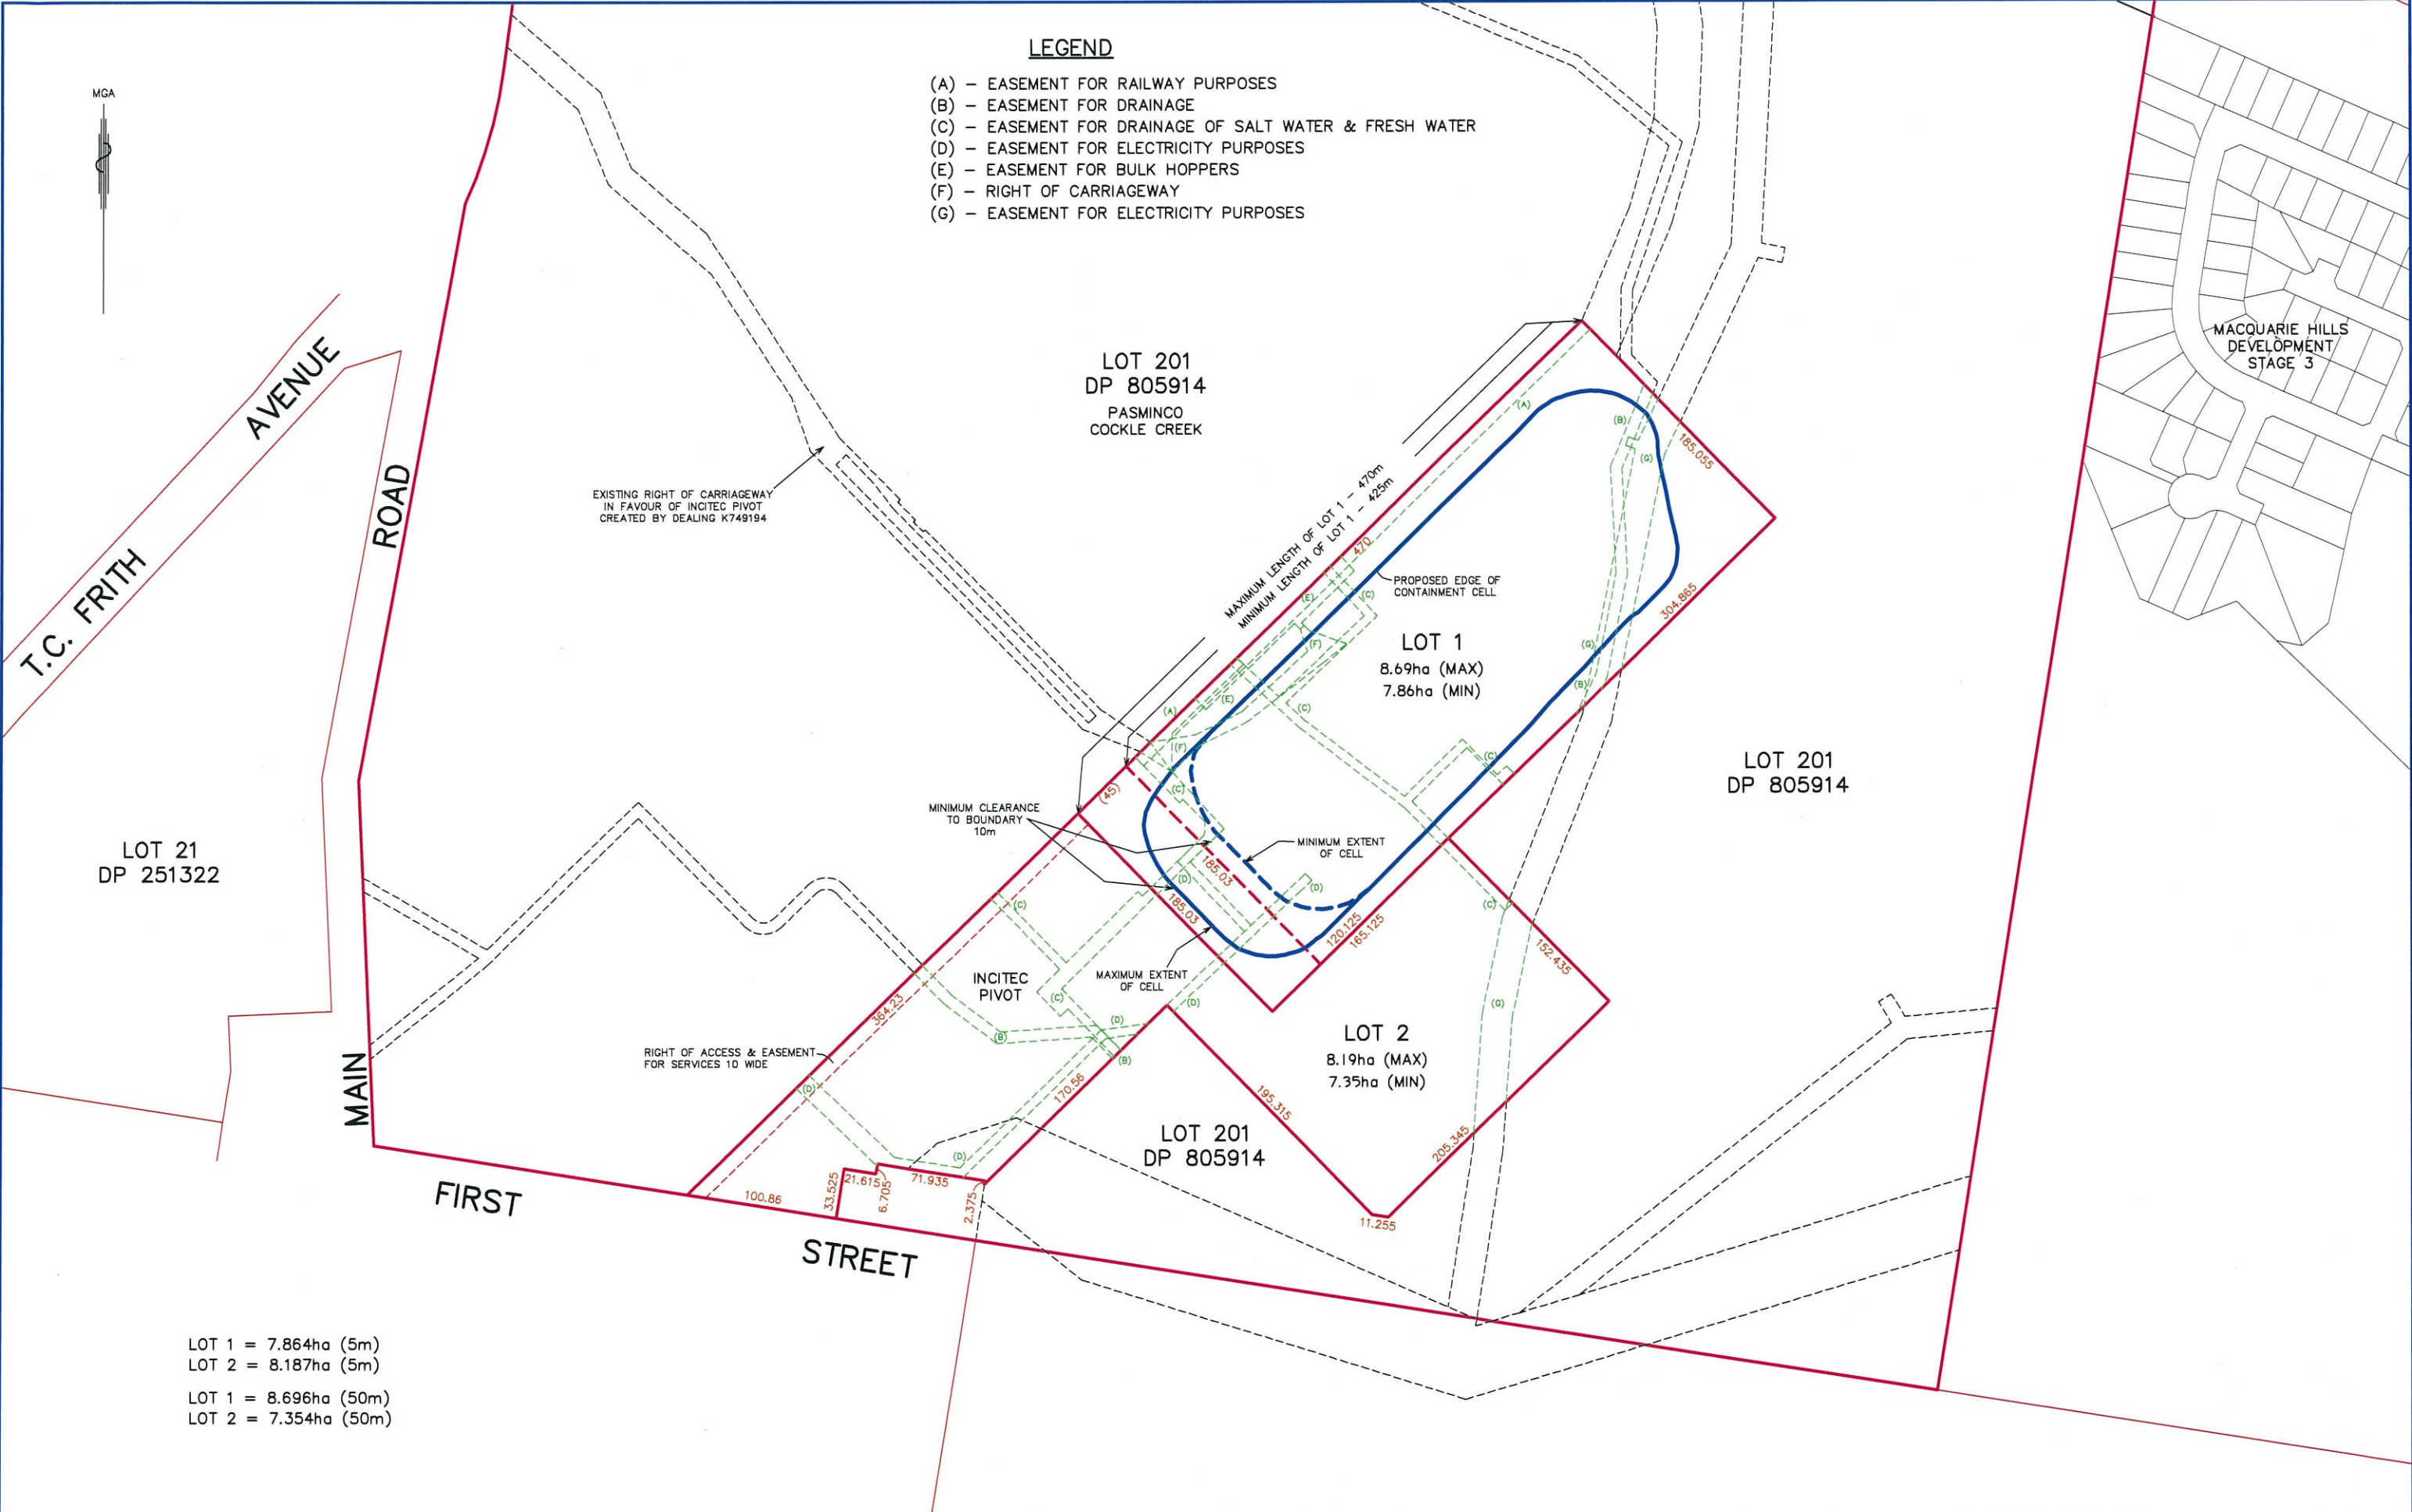 LEGEND
(A) – EASEMENT FOR RAILWAY PURPOSES
(B) – EASEMENT FOR DRAINAGE
(C) – EASEMENT FOR DRAINAGE OF SALT WATER & FRESH WATER
(D) – EASEMENT FOR ELECTRICITY PURPOSES
(E) – EASEMENT FOR BULK HOPPERS
(F) – RIGHT OF CARRIAGEWAY
(G) – EASEMENT FOR ELECTRICITY PURPOSES
MGA
T.C. FRITH
AVENUE
MAIN
ROAD
LOT 201
DP 805914
PASMINCO
COCKLE CREEK
MACQUARIE HILLS
DEVELOPMENT
STAGE 3
EXISTING RIGHT OF CARRIAGEWAY
IN FAVOUR OF INCITEC PIVOT
CREATED BY DEALING K749194
MAXIMUM LENGTH OF LOT 1 – 470m
MINIMUM LENGTH OF LOT 1 – 425m
470
(A)
(B)
(G)
185.055
PROPOSED EDGE OF
CONTAINMENT CELL
(E)
(C)
(F)
304.865
LOT 1
8.69ha (MAX)
7.86ha (MIN)
(G)
(B)
(A)
(E)
(C)
(F)
(C)
(C)
LOT 201
DP 805914
(45)
MINIMUM CLEARANCE
TO BOUNDARY
10m
MINIMUM EXTENT
OF CELL
185.03
(D)
(D)
185.03
120.125
165.125
(C)
(C)
152.435
LOT 21
DP 251322
INCITEC
PIVOT
MAXIMUM EXTENT
OF CELL
(C)
(D)
(D)
(G)
364.23
(B)
(B)
LOT 2
8.19ha (MAX)
7.35ha (MIN)
RIGHT OF ACCESS & EASEMENT
FOR SERVICES 10 WIDE
(D)
170.56
195.315
LOT 201
DP 805914
205.345
(D)
100.86
33.525
21.615
6.705
71.935
2.375
11.255
FIRST
STREET
LOT 1 = 7.864ha (5m)
LOT 2 = 8.187ha (5m)
LOT 1 = 8.696ha (50m)
LOT 2 = 7.354ha (50m)